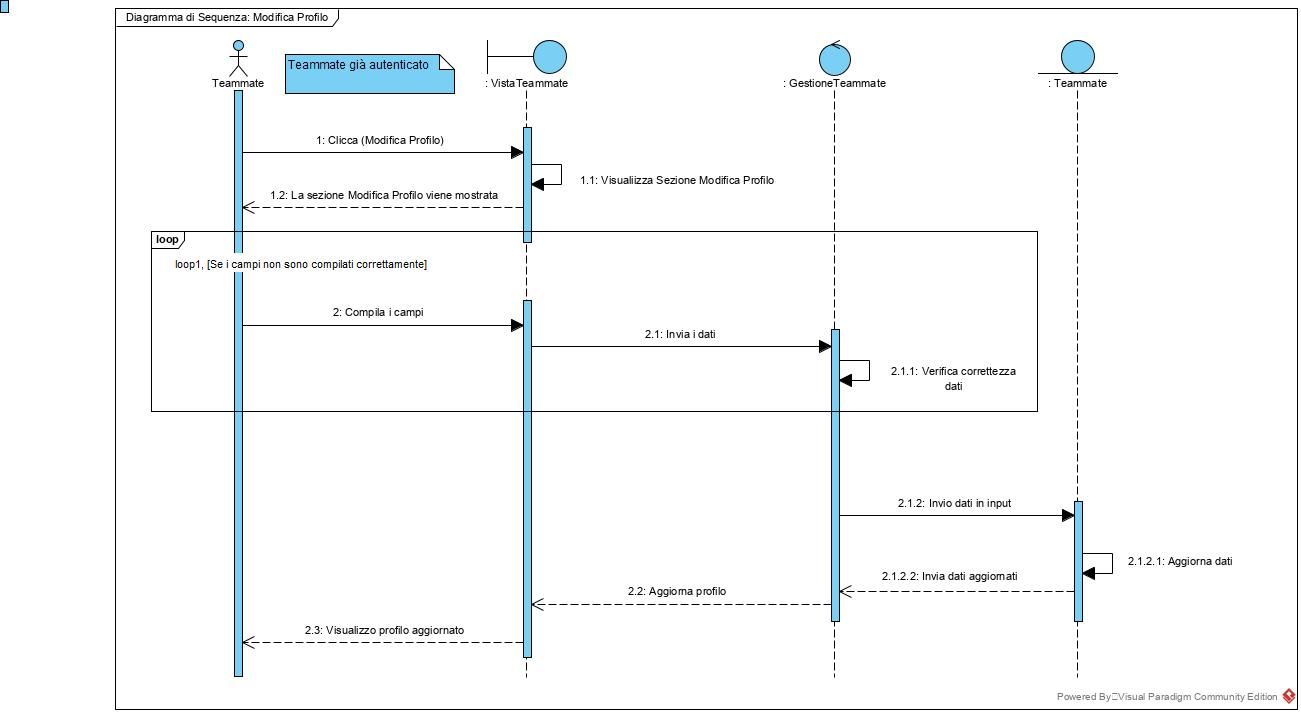 Diagramma di Sequenza: Modifica Profilo
Teammate già autenticato
Teammate
: VistaTeammate
: GestioneTeammate
: Teammate
1: Clicca (Modifica Profilo)
1.1: Visualiizza Sezione Modifica Profilo
1.2: La sezione Modifica Profilo viene mostrata
loop
loop1, [Se i campi non sono compilati correttamente]
2: Compila i campi
2.1: Invia i dati
2.1.1: Verifica correttezza
dati
2.1.2: Invio dati in input
2.1.2.1: Aggiorna dati
2.1.2.2: Invia dati aggiornati
2.2: Aggiorna profilo
2.3: Visualizzo profilo aggiornato
Powered By Visual Paradigm Community Edition